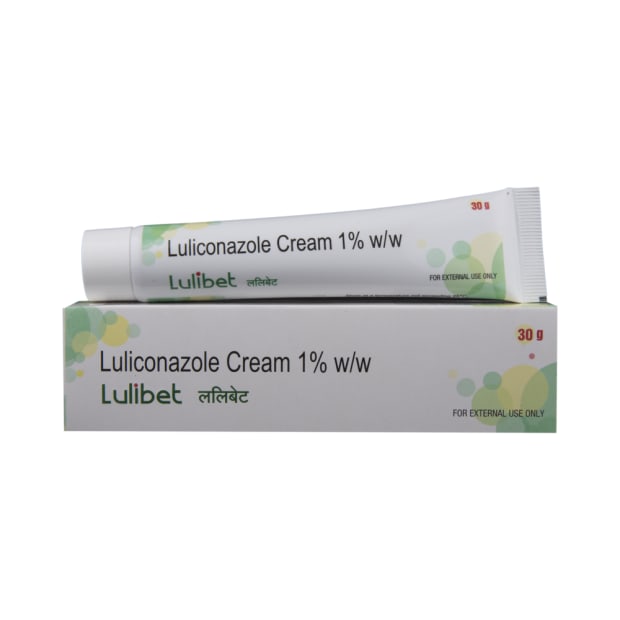 30 g
Luliconazole Cream 1% w/w
Lulibet ललिबेट
FOR EXTERNAL USE ONLY
30 g
Luliconazole Cream 1% w/w
Lulibet ललिबेट
FOR EXTERNAL USE ONLY